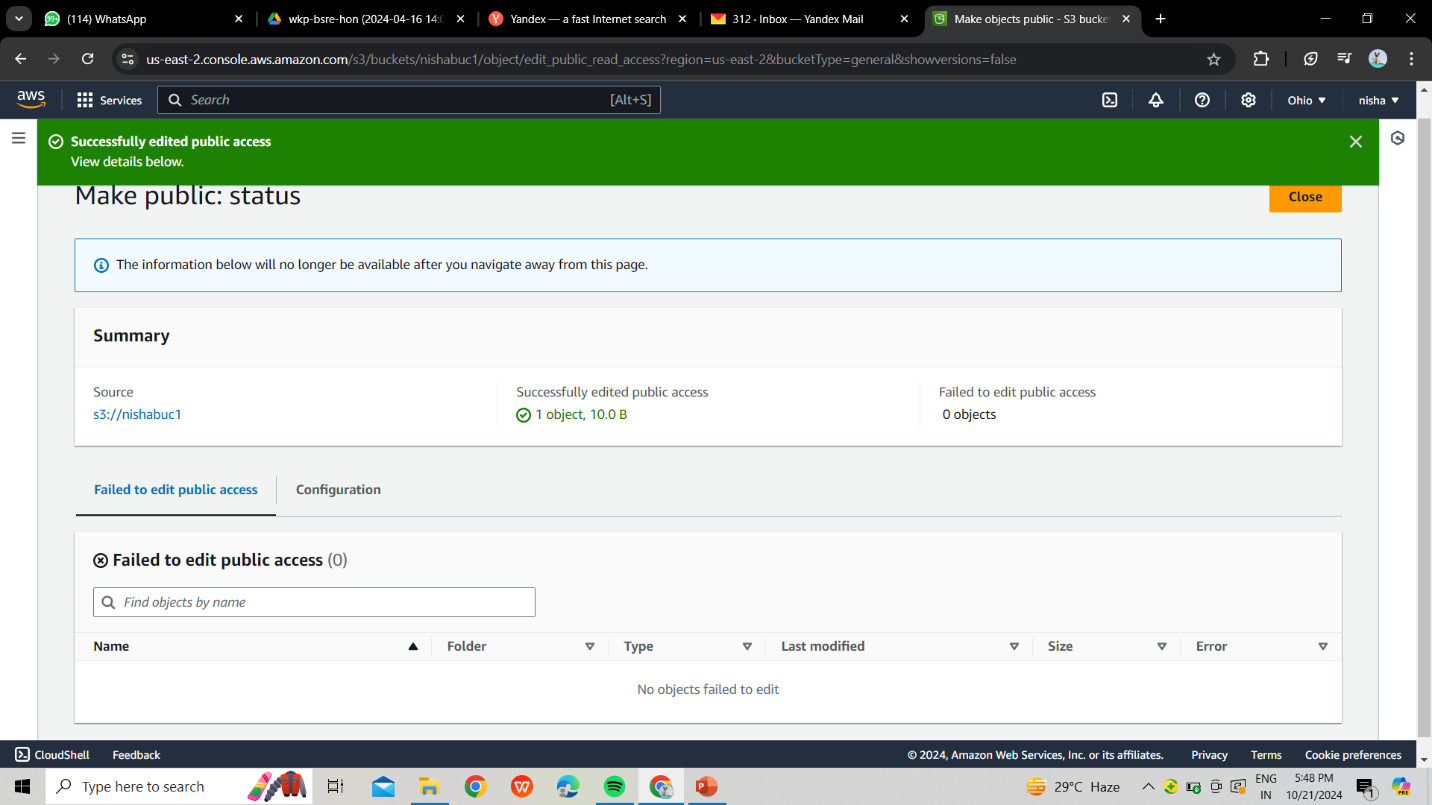 (114) WhatsApp
wkp-bsre-hon (2024-04-16 14:0
Yandex — a fast Internet search
312 · Inbox — Yandex Mail
Make objects public - S3 bucket
us-east-2.console.aws.amazon.com/s3/buckets/nishabuc1/object/edit_public_read_access?region=us-east-2&bucketType=general&showversions=false
aws
Services
Search
[Alt+S]
Ohio
nisha
Successfully edited public access
View details below.
Make public: status
Close
The information below will no longer be available after you navigate away from this page.
Summary
Source
s3://nishabuc1
Successfully edited public access
1 object, 10.0 B
Failed to edit public access
0 objects
Failed to edit public access
Configuration
Failed to edit public access (0)
Find objects by name
Name
Folder
Type
Last modified
Size
Error
No objects failed to edit
CloudShell
Feedback
© 2024, Amazon Web Services, Inc. or its affiliates.
Privacy
Terms
Cookie preferences
Type here to search
29°C Haze
ENG
IN
5:48 PM
10/21/2024
1